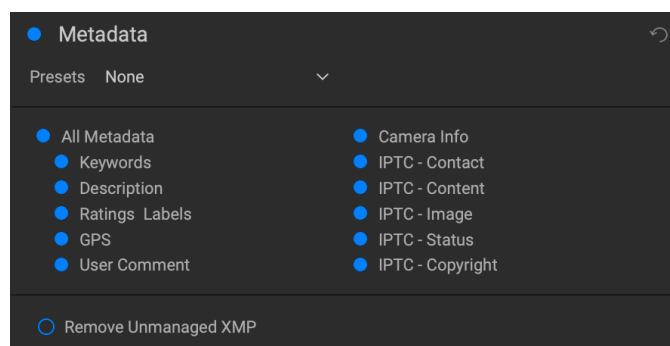 Metadata
Presets None
All Metadata
Keywords
Description
Ratings Labels
GPS
User Comment
Camera Info
IPTC - Contact
IPTC - Content
IPTC - Image
IPTC - Status
IPTC - Copyright
Remove Unmanaged XMP